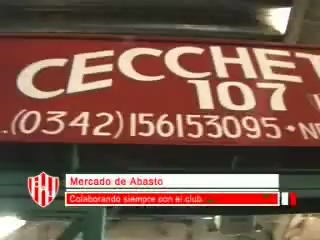 CECCHET
107
(0342)156153095 • N
Mercado de Abasto
Colaborando siempre con el club